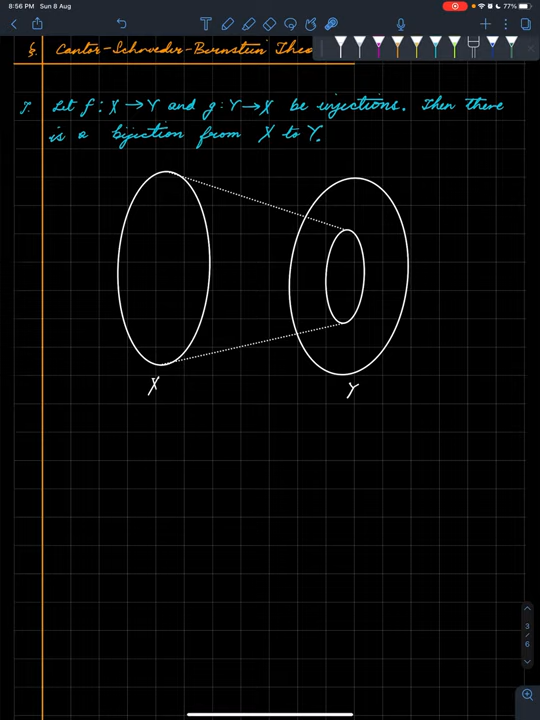 8:56 PM Sun 8 Aug 77%
§. Cantor-Schroeder-Bernstein Theo
T. Let f: X → Y and g: Y → X be injections. Then there
is a bijection from X to Y.
X
Y
3
/
6